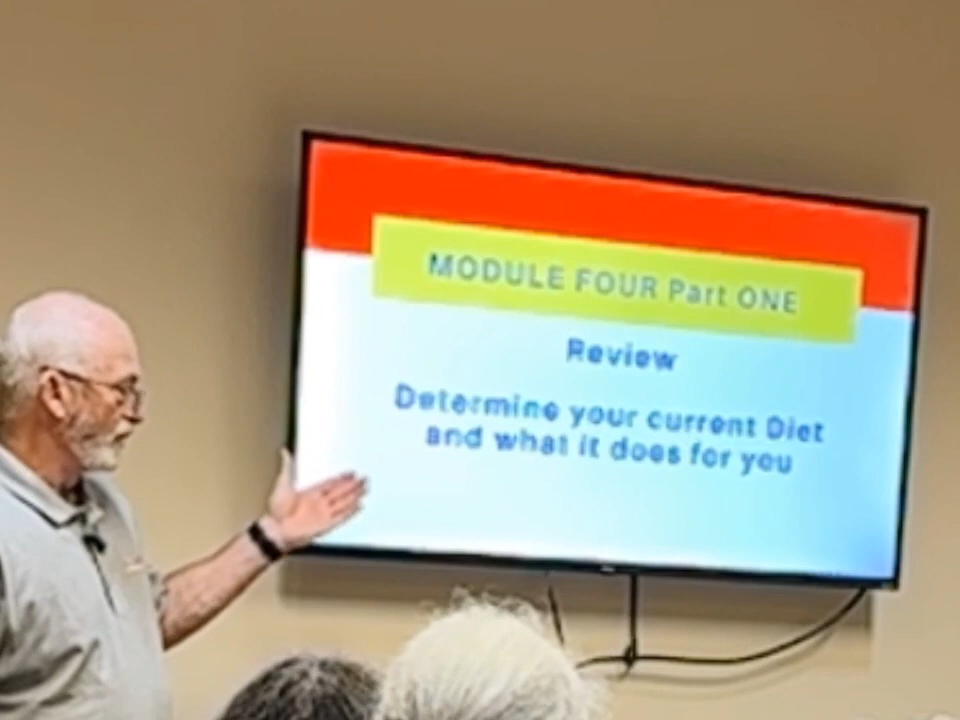 MODULE FOUR Part ONE
Review
Determine your current Diet
and what it does for you